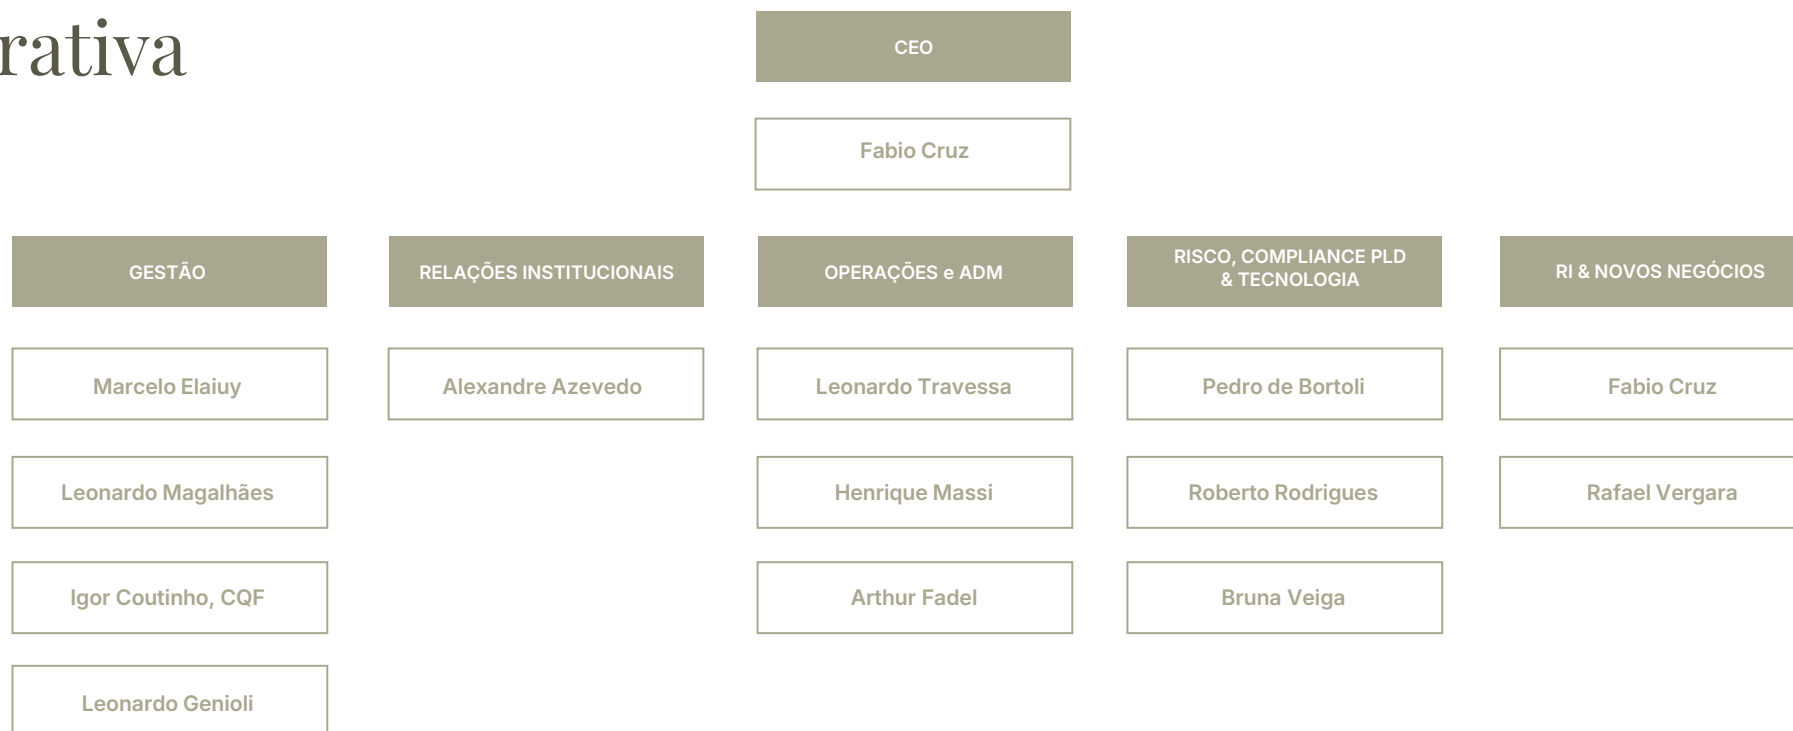 rativa
CEO
Fabio Cruz
GESTÃO
RELAÇÕES INSTITUCIONAIS
OPERAÇÕES e ADM
RISCO, COMPLIANCE PLD
& TECNOLOGIA
RI & NOVOS NEGÓCIOS
Marcelo Elaiuy
Alexandre Azevedo
Leonardo Travessa
Pedro de Bortoli
Fabio Cruz
Leonardo Magalhães
Henrique Massi
Roberto Rodrigues
Rafael Vergara
Igor Coutinho, CQF
Arthur Fadel
Bruna Veiga
Leonardo Genioli